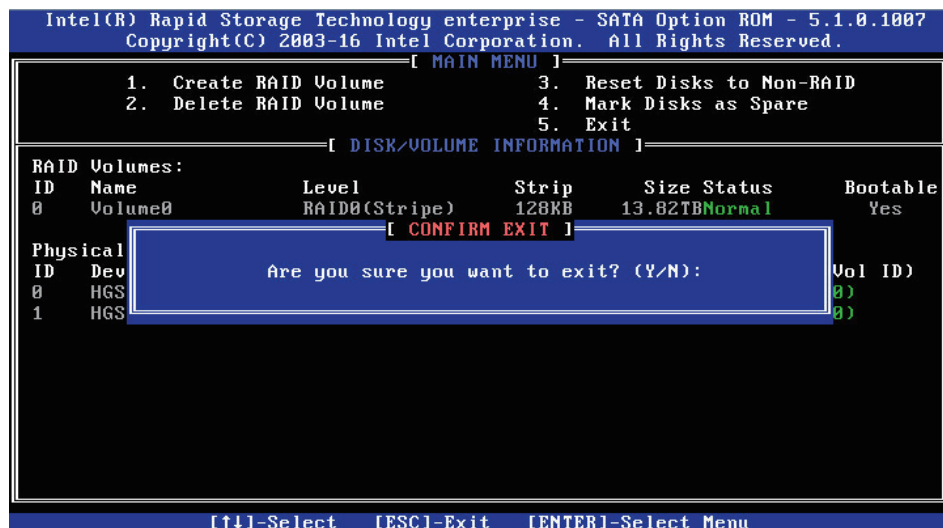 Intel(R) Rapid Storage Technology enterprise - SATA Option ROM - 5.1.0.1007
Copyright(C) 2003-16 Intel Corporation. All Rights Reserved.
[ MAIN MENU ]
1. Create RAID Volume 3. Reset Disks to Non-RAID
2. Delete RAID Volume 4. Mark Disks as Spare
5. Exit
[ DISK/VOLUME INFORMATION ]
RAID Volumes:
ID Name Level Strip Size Status Bootable
0 Volume0 RAID0(Stripe) 128KB 13.82TB Normal Yes
[ CONFIRM EXIT ]
Physical
Are you sure you want to exit? (Y/N):
ID Dev Vol ID)
0 HGS 0)
1 HGS 0)
[↑↓]-Select [ESC]-Exit [ENTER]-Select Menu